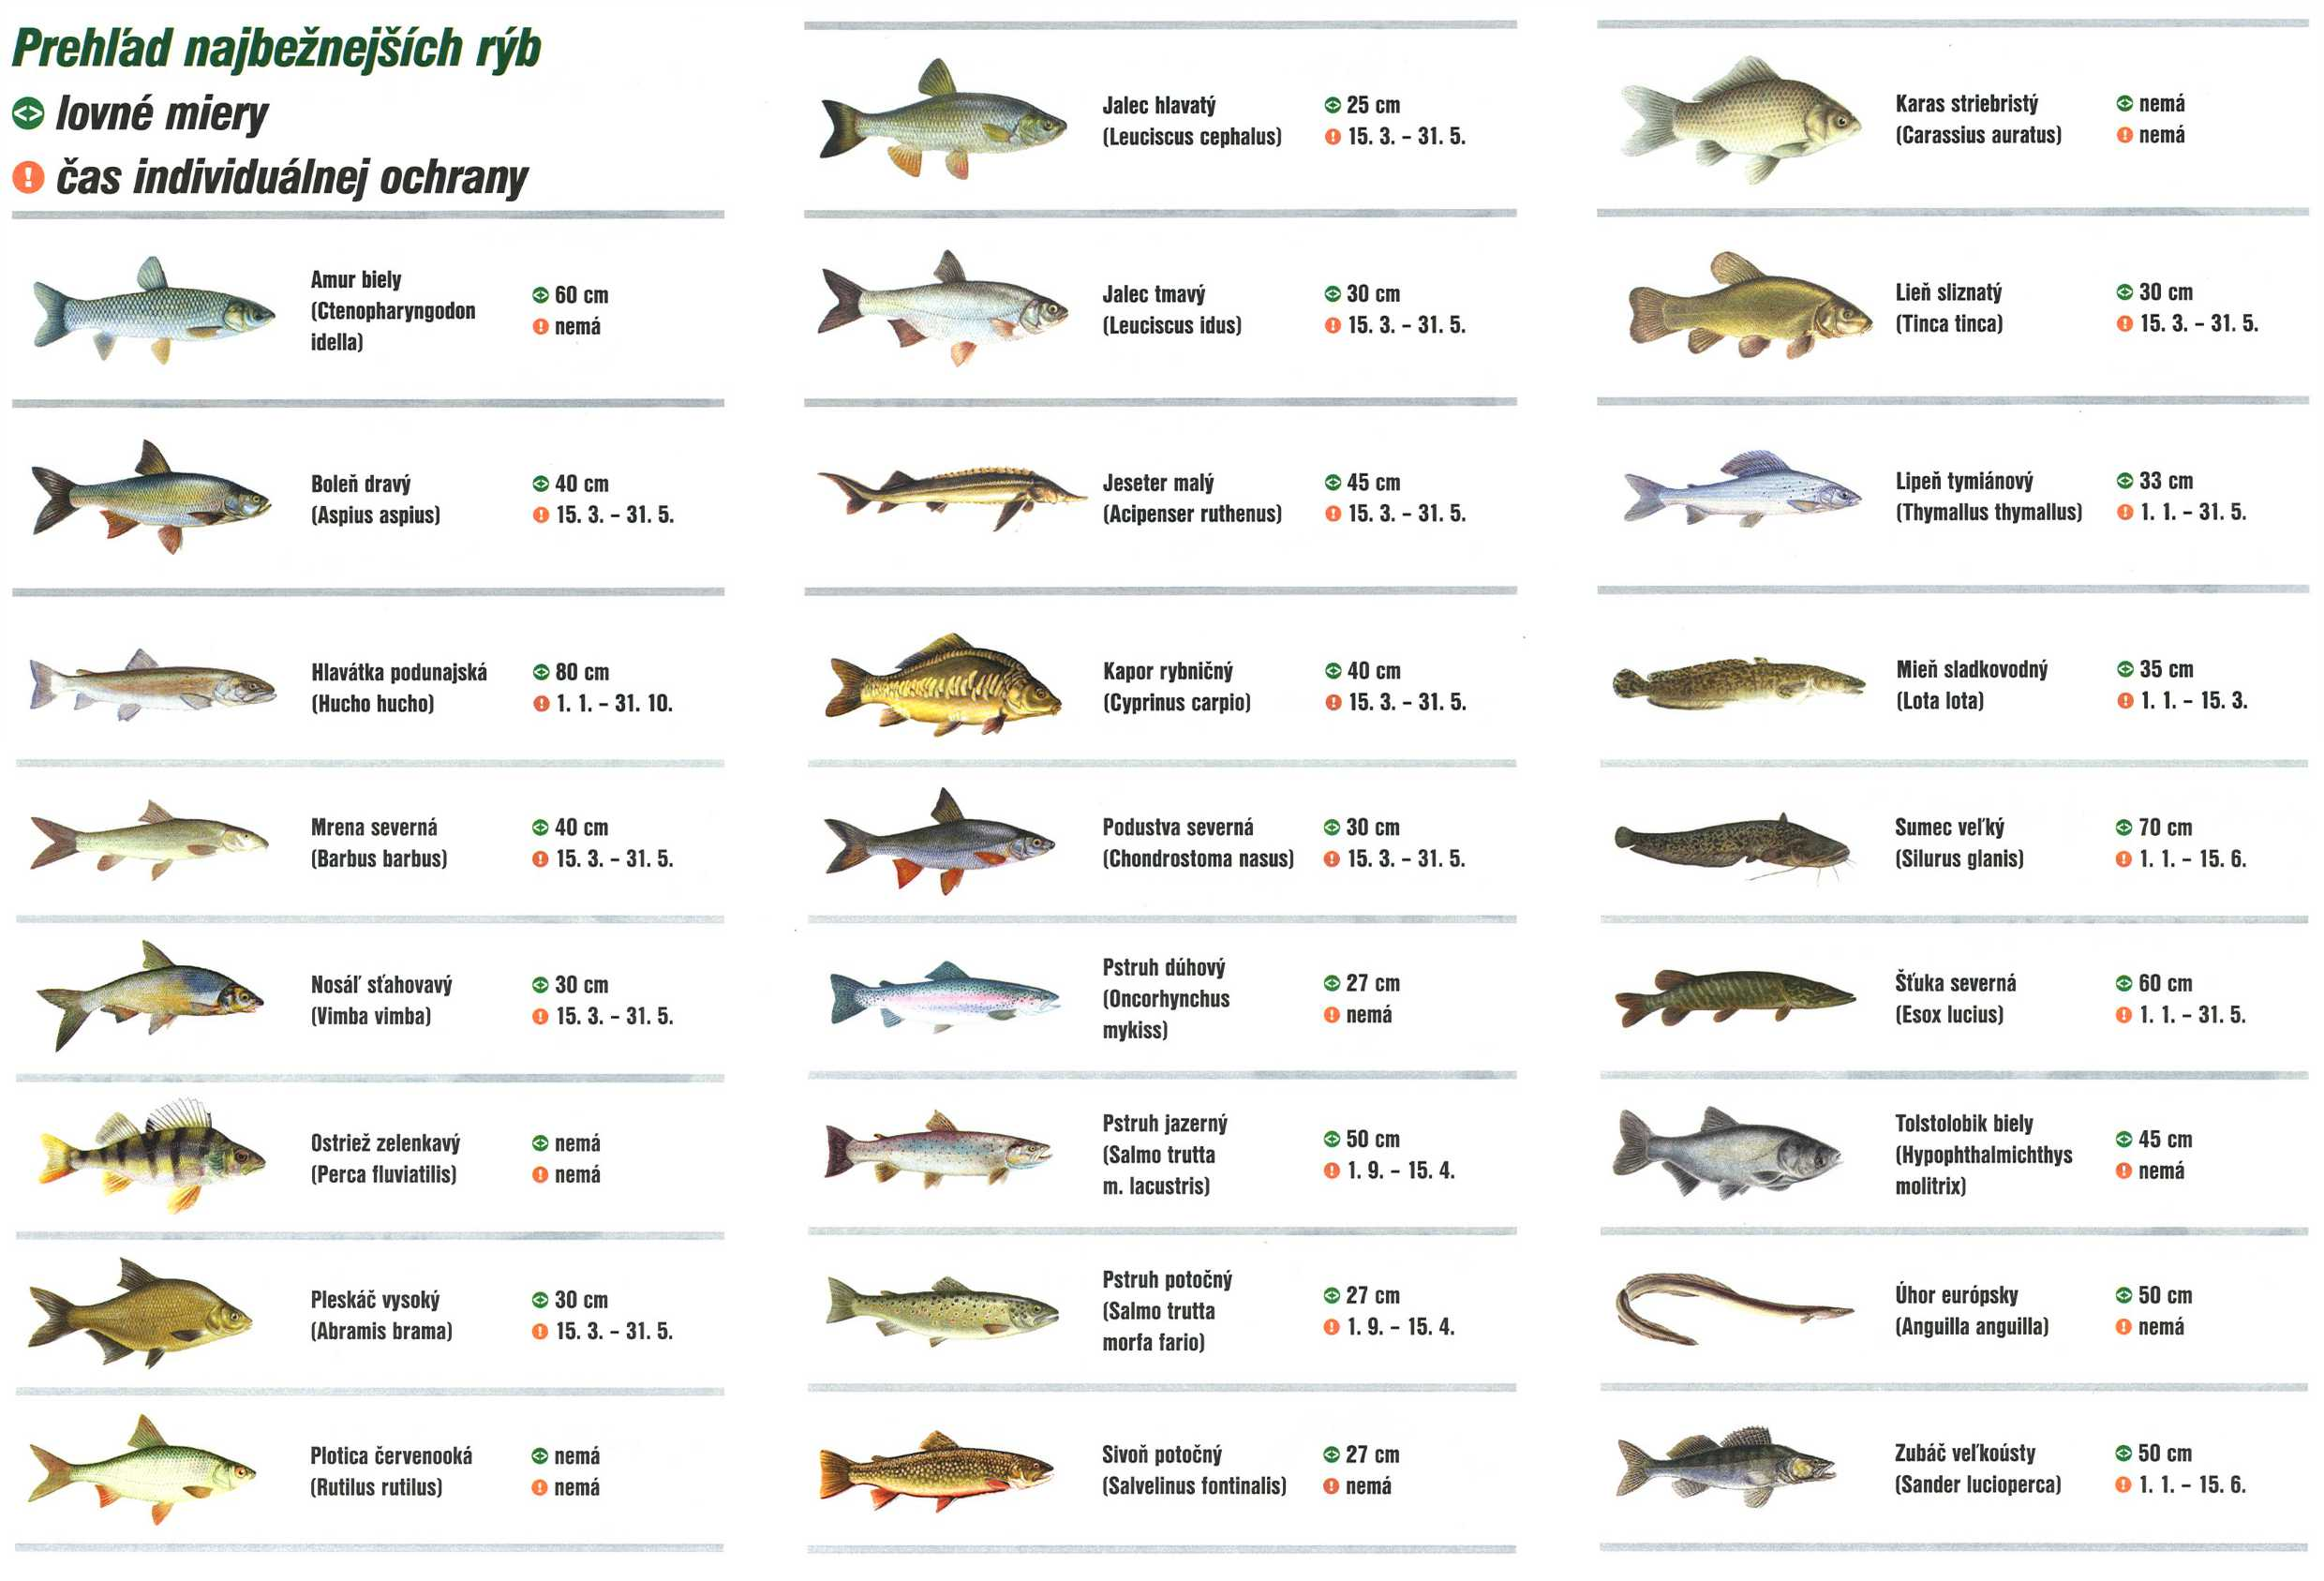 Prehľad najbežnejších rýb
lovné miery
čas individuálnej ochrany
Amur biely
(Ctenopharyngodon
idella)
60 cm
nemá
Boleň dravý
(Aspius aspius)
40 cm
15. 3. – 31. 5.
Hlavátka podunajská
(Hucho hucho)
80 cm
1. 1. – 31. 10.
Mrena severná
(Barbus barbus)
40 cm
15. 3. – 31. 5.
Nosáľ sťahovavý
(Vimba vimba)
30 cm
15. 3. – 31. 5.
Ostriež zelenkavý
(Perca fluviatilis)
nemá
nemá
Pleskáč vysoký
(Abramis brama)
30 cm
15. 3. – 31. 5.
Plotica červenooká
(Rutilus rutilus)
nemá
nemá
Jalec hlavatý
(Leuciscus cephalus)
25 cm
15. 3. – 31. 5.
Jalec tmavý
(Leuciscus idus)
30 cm
15. 3. – 31. 5.
Jeseter malý
(Acipenser ruthenus)
45 cm
15. 3. – 31. 5.
Kapor rybničný
(Cyprinus carpio)
40 cm
15. 3. – 31. 5.
Podustva severná
(Chondrostoma nasus)
30 cm
15. 3. – 31. 5.
Pstruh dúhový
(Oncorhynchus
mykiss)
27 cm
nemá
Pstruh jazerný
(Salmo trutta
m. lacustris)
50 cm
1. 9. – 15. 4.
Pstruh potočný
(Salmo trutta
morfa fario)
27 cm
1. 9. – 15. 4.
Sivoň potočný
(Salvelinus fontinalis)
27 cm
nemá
Karas striebristý
(Carassius auratus)
nemá
nemá
Lieň sliznatý
(Tinca tinca)
30 cm
15. 3. – 31. 5.
Lipeň tymiánový
(Thymallus thymallus)
33 cm
1. 1. – 31. 5.
Mieň sladkovodný
(Lota lota)
35 cm
1. 1. – 15. 3.
Sumec veľký
(Silurus glanis)
70 cm
1. 1. – 15. 6.
Šťuka severná
(Esox lucius)
60 cm
1. 1. – 31. 5.
Tolstolobik biely
(Hypophthalmichthys
molitrix)
45 cm
nemá
Úhor európsky
(Anguilla anguilla)
50 cm
nemá
Zubáč veľkoústy
(Sander lucioperca)
50 cm
1. 1. – 15. 6.